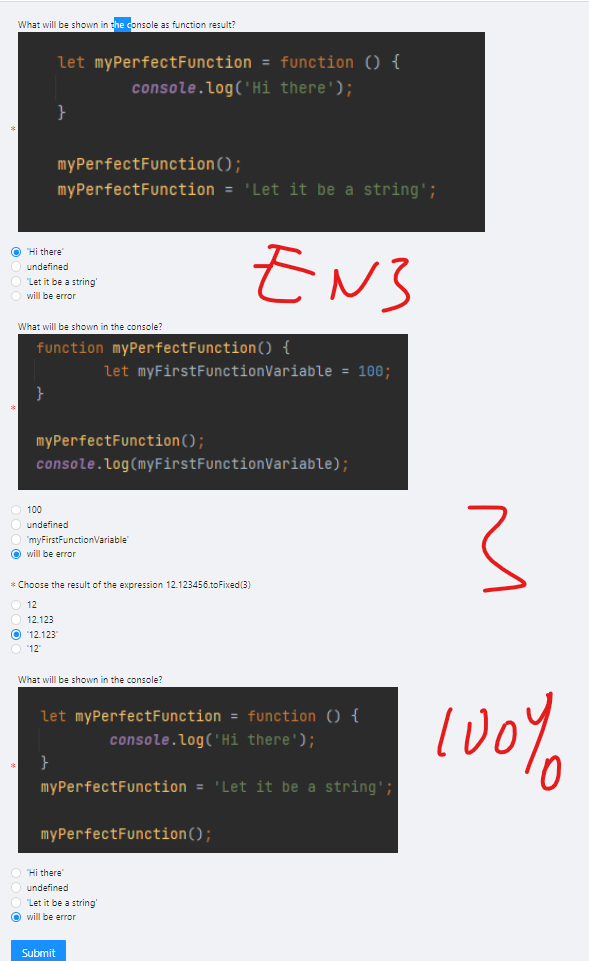 What will be shown in the console as function result?
let myPerfectFunction = function () {
console.log('Hi there');
}
myPerfectFunction();
myPerfectFunction = 'Let it be a string';
*
'Hi there'
undefined
'Let it be a string'
will be error
EN3
What will be shown in the console?
function myPerfectFunction() {
let myFirstFunctionVariable = 100;
}
*
myPerfectFunction();
console.log(myFirstFunctionVariable);
100
undefined
'myFirstFunctionVariable'
will be error
3
* Choose the result of the expression 12.123456.toFixed(3)
12
12.123
'12.123'
'12'
What will be shown in the console?
let myPerfectFunction = function () {
console.log('Hi there');
}
*
myPerfectFunction = 'Let it be a string';
myPerfectFunction();
100%
'Hi there'
undefined
'Let it be a string'
will be error
Submit